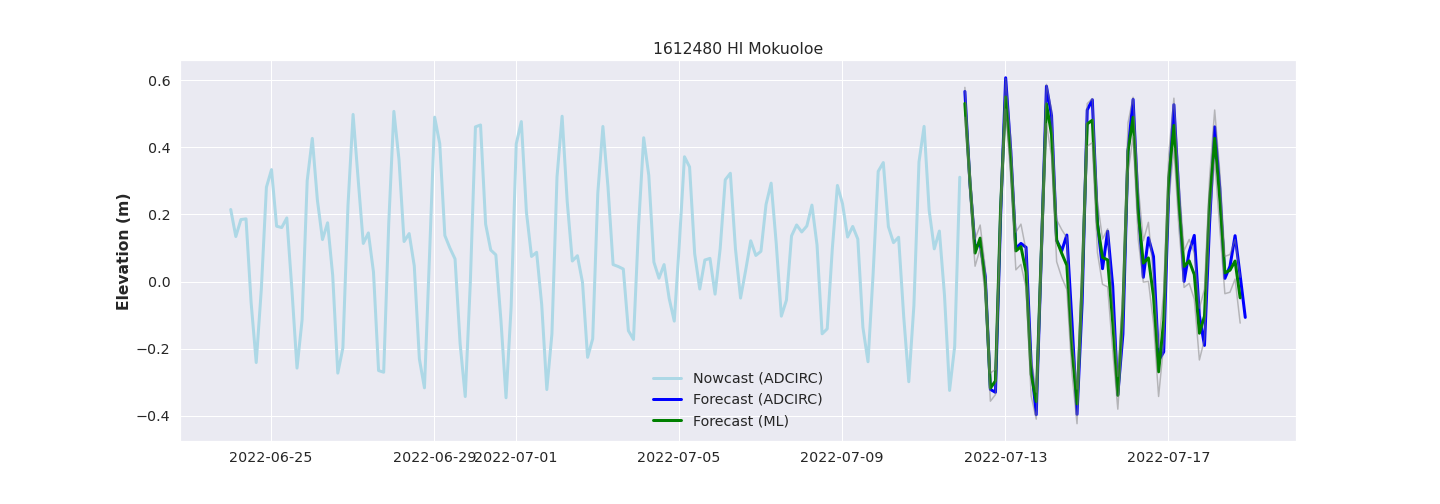 1612480 HI Mokuoloe
Elevation (m)
0.6
0.4
0.2
0.0
−0.2
−0.4
Nowcast (ADCIRC)
Forecast (ADCIRC)
Forecast (ML)
2022-06-25 2022-06-29 2022-07-01 2022-07-05 2022-07-09 2022-07-13 2022-07-17